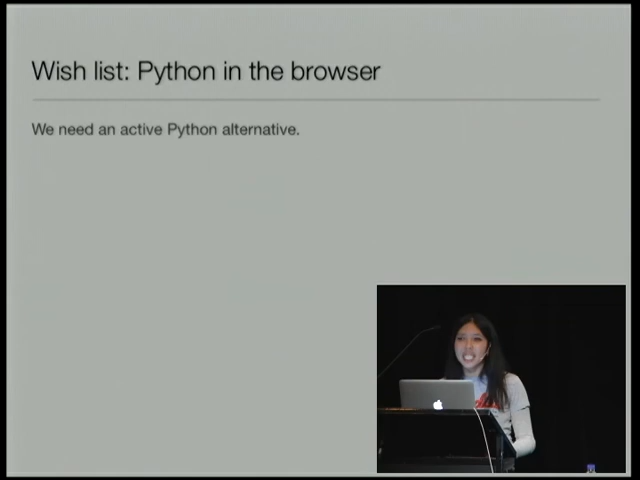 Wish list: Python in the browser
We need an active Python alternative.